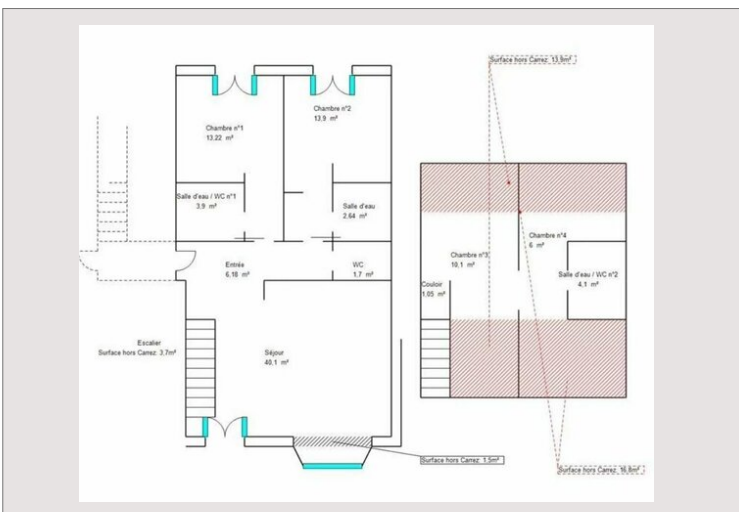 Surface hors Carrez 13,9m²
Chambre n°1
13.22 m²
Chambre n°2
13.9 m²
Salle d'eau / WC n°1
3.9 m²
Salle d'eau
2.64 m²
Entrée
6,18 m²
WC
1,7 m²
Escalier
Surface hors Carrez 3,7m²
Séjour
40,1 m²
Surface hors Carrez 1.5m²
Chambre n°3
10,1 m²
Chambre n°4
6 m²
Couloir
1,05 m²
Salle d'eau / WC n°2
4,1 m²
Surface hors Carrez 16,8m²